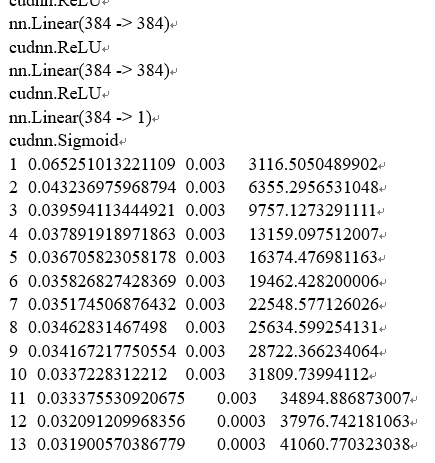 cudnn.ReLU
nn.Linear(384 -> 384)
cudnn.ReLU
nn.Linear(384 -> 384)
cudnn.ReLU
nn.Linear(384 -> 1)
cudnn.Sigmoid
1 0.065251013221109 0.003 3116.5050489902
2 0.043236975968794 0.003 6355.2956531048
3 0.039594113444921 0.003 9757.1273291111
4 0.037891918971863 0.003 13159.097512007
5 0.036705823058178 0.003 16374.476981163
6 0.035826827428369 0.003 19462.428200006
7 0.035174506876432 0.003 22548.577126026
8 0.03462831467498 0.003 25634.599254131
9 0.034167217750554 0.003 28722.366234064
10 0.0337228312212 0.003 31809.73994112
11 0.033375530920675 0.003 34894.886873007
12 0.032091209968356 0.0003 37976.742181063
13 0.031900570386779 0.0003 41060.770323038